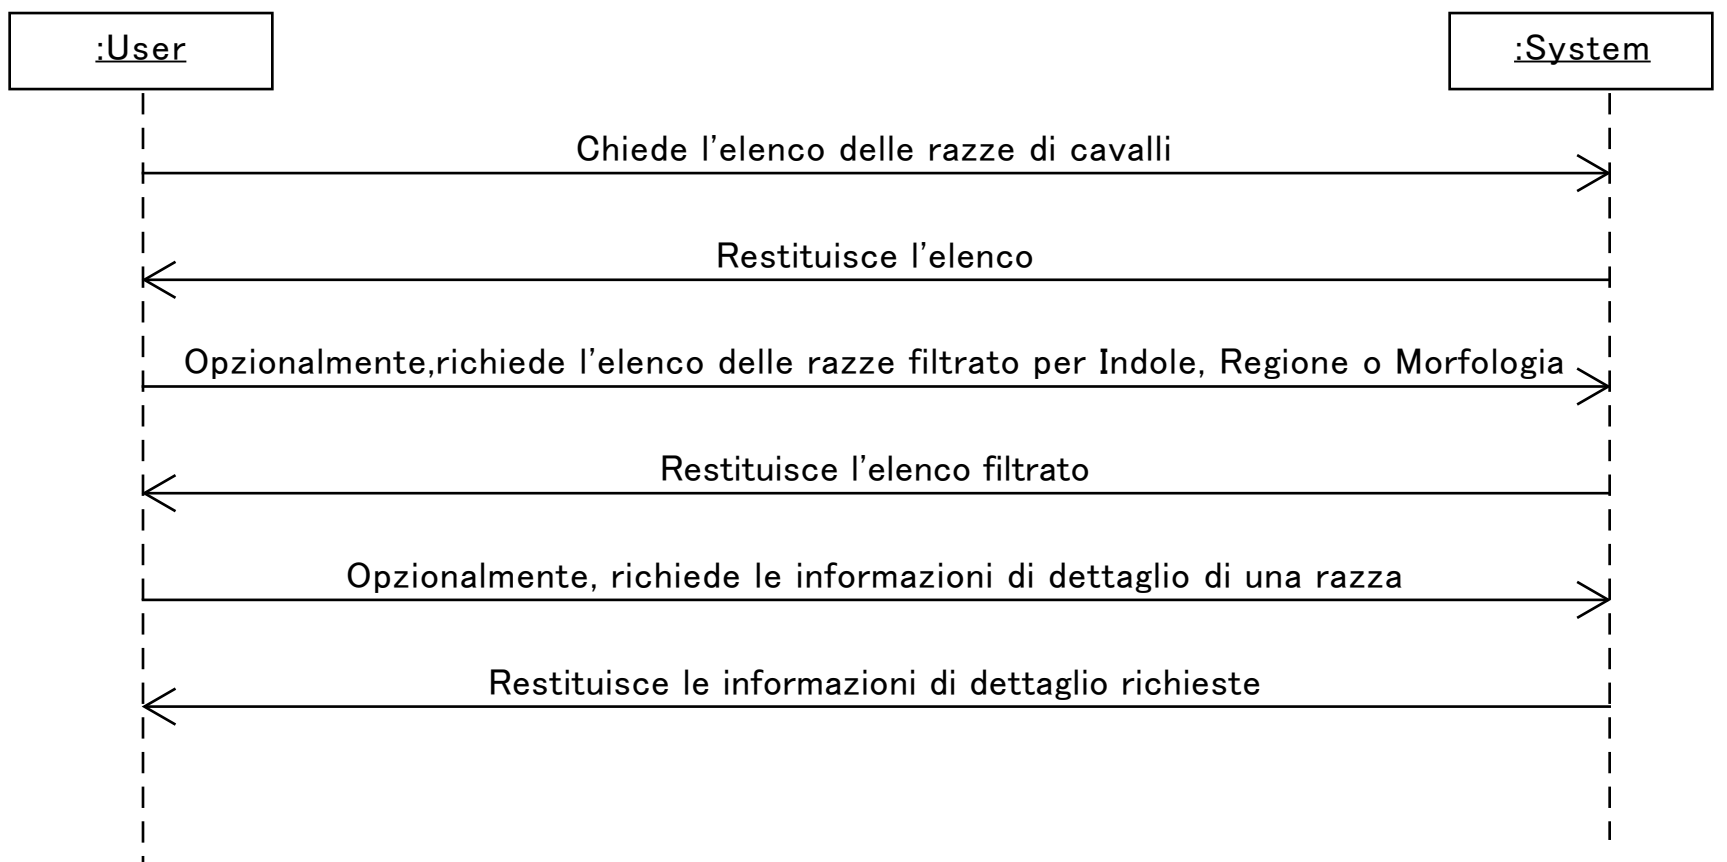 :User
:System
Chiede l'elenco delle razze di cavalli
Restituisce l'elenco
Opzionalmente,richiede l'elenco delle razze filtrato per Indole, Regione o Morfologia
Restituisce l'elenco filtrato
Opzionalmente, richiede le informazioni di dettaglio di una razza
Restituisce le informazioni di dettaglio richieste